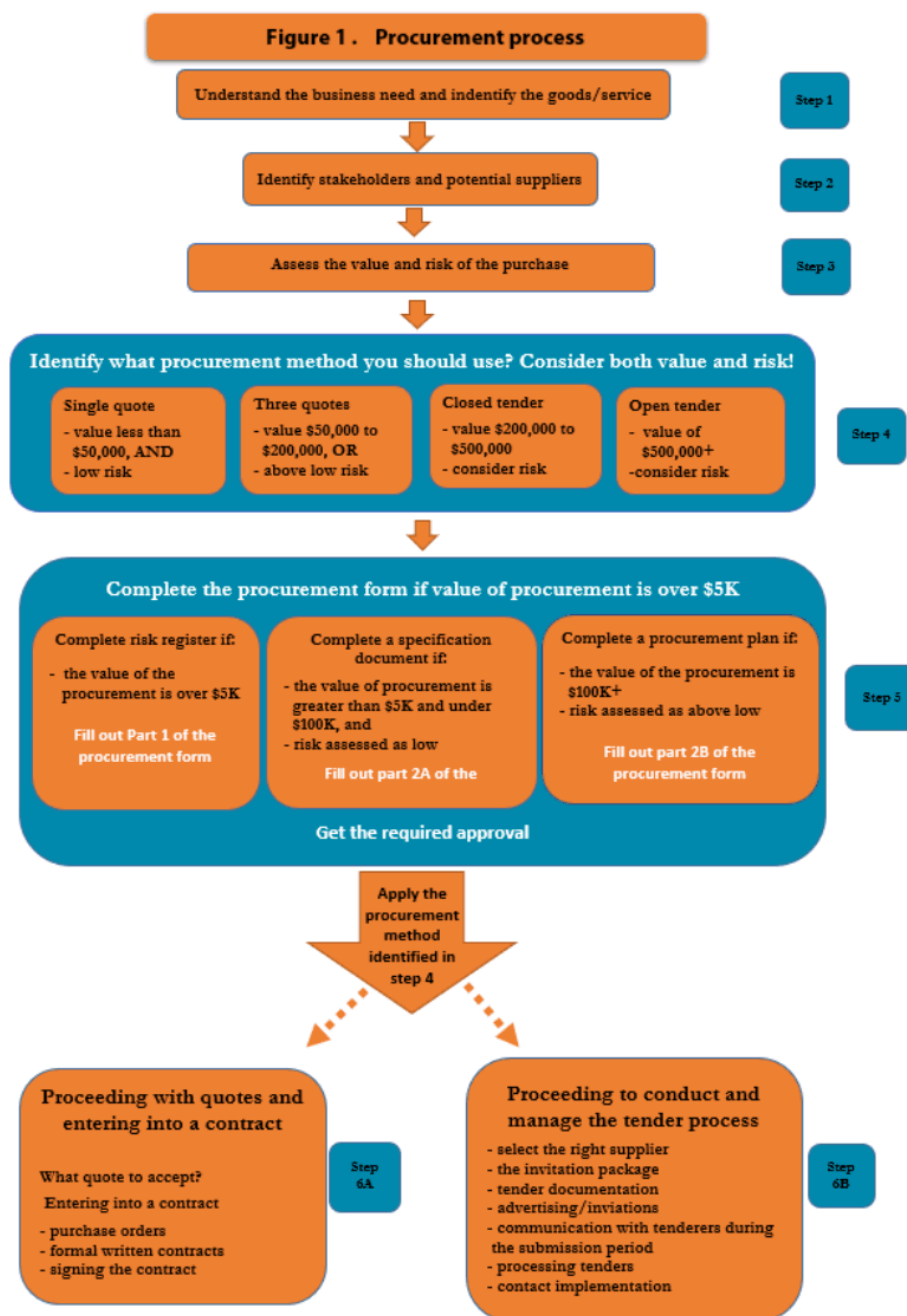 Figure 1 .   Procurement process
Understand the business need and indentify the goods/service
Step 1
Identify stakeholders and potential suppliers
Step 2
Assess the value and risk of the purchase
Step 3
Identify what procurement method you should use? Consider both value and risk!
Single quote
- value less than
$50,000, AND
- low risk
Three quotes
- value $50,000 to
$200,000, OR
- above low risk
Closed tender
- value $200,000 to
$500,000
- consider risk
Open tender
- value of
$500,000+
-consider risk
Step 4
Complete the procurement form if value of procurement is over $5K
Complete risk register if:
- the value of the
procurement is over $5K
Fill out Part 1 of the
procurement form
Complete a specification
document if:
- the value of procurement is
greater than $5K and under
$100K, and
- risk assessed as low
Fill out part 2A of the
Complete a procurement plan if:
- the value of the procurement is
$100K+
- risk assessed as above low
Fill out part 2B of the
procurement form
Step 5
Get the required approval
Apply the
procurement
method
identified in
step 4
Proceeding with quotes and
entering into a contract
What quote to accept?
Entering into a contract
- purchase orders
- formal written contracts
- signing the contract
Step
6A
Proceeding to conduct and
manage the tender process
- select the right supplier
- the invitation package
- tender documentation
- advertising/inviations
- communication with tenderers during
the submission period
- processing tenders
- contact implementation
Step
6B